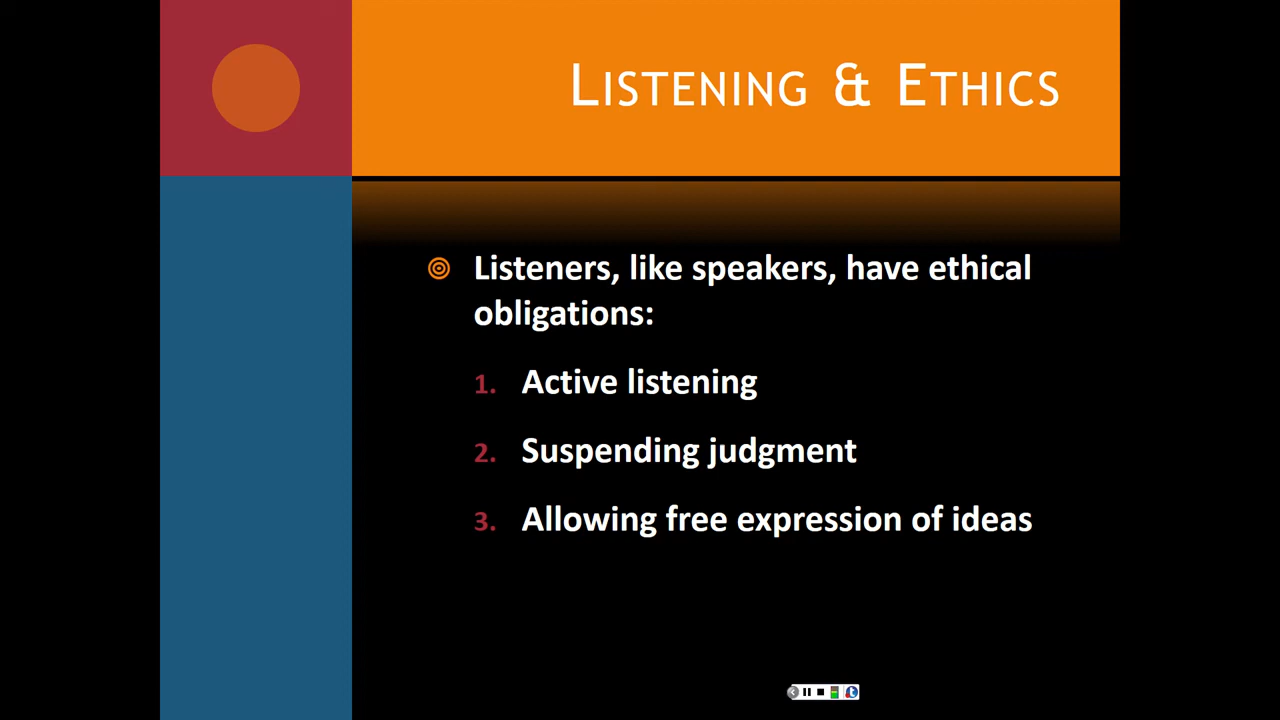 LISTENING & ETHICS
Listeners, like speakers, have ethical
obligations:
1. Active listening
2. Suspending judgment
3. Allowing free expression of ideas